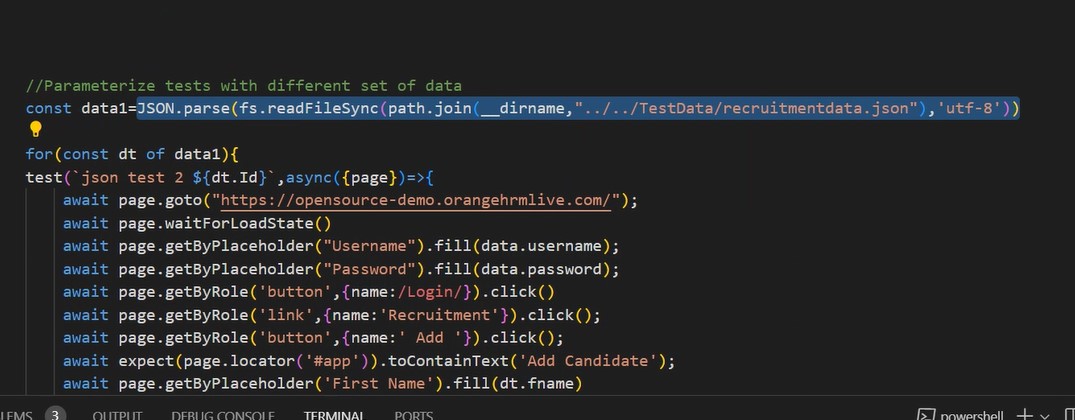 //Parameterize tests with different set of data
const data1=JSON.parse(fs.readFileSync(path.join(__dirname,"../../TestData/recruitmentdata.json"),'utf-8'))
for(const dt of data1){
test(`json test 2 ${dt.Id}`,async({page})=>{
await page.goto("https://opensource-demo.orangehrmlive.com/");
await page.waitForLoadState()
await page.getByPlaceholder("Username").fill(data.username);
await page.getByPlaceholder("Password").fill(data.password);
await page.getByRole('button',{name:/Login/}).click()
await page.getByRole('link',{name:'Recruitment'}).click();
await page.getByRole('button',{name:' Add '}).click();
await expect(page.locator('#app')).toContainText('Add Candidate');
await page.getByPlaceholder('First Name').fill(dt.fname)
LEMS 3 OUTPUT DEBUG CONSOLE TERMINAL PORTS powershell